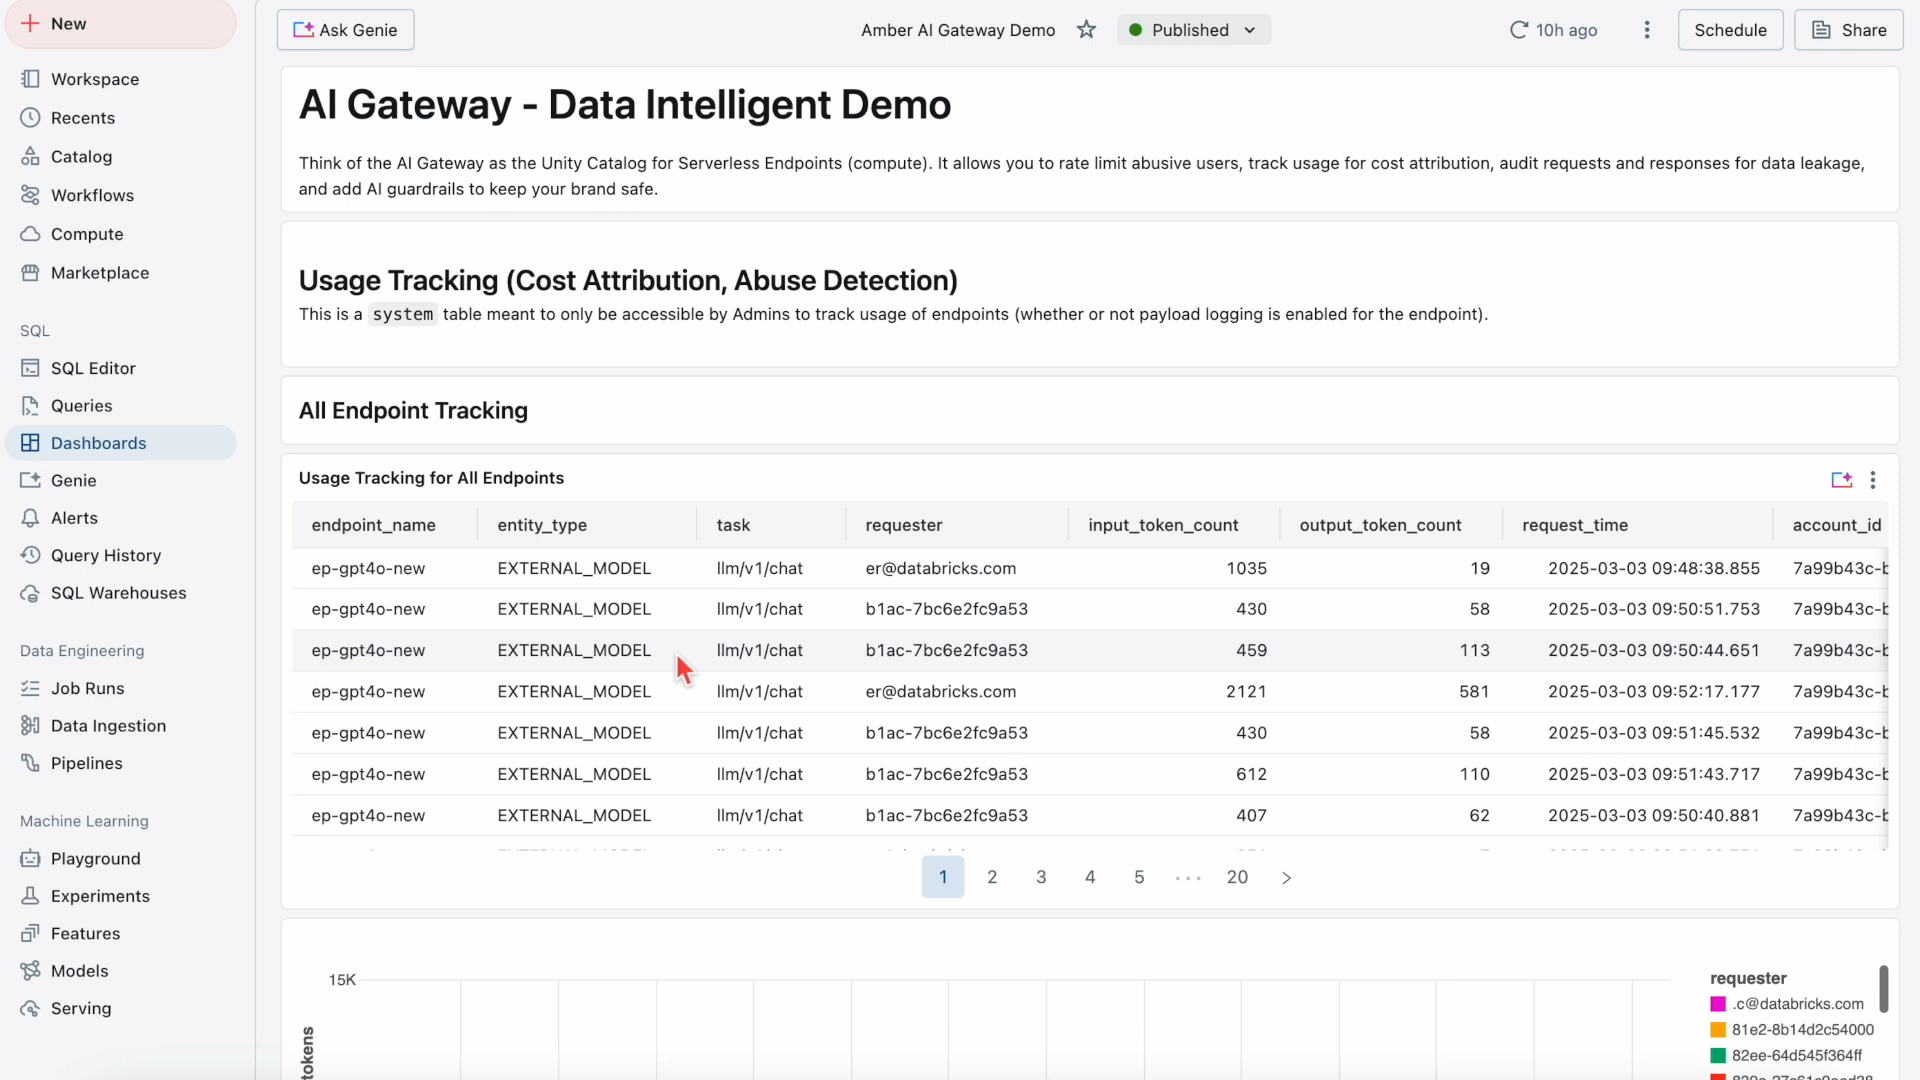 New
Ask Genie
Amber AI Gateway Demo
Published
10h ago
Schedule
Share
Workspace
Recents
Catalog
Workflows
Compute
Marketplace
SQL
SQL Editor
Queries
Dashboards
Genie
Alerts
Query History
SQL Warehouses
Data Engineering
Job Runs
Data Ingestion
Pipelines
Machine Learning
Playground
Experiments
Features
Models
Serving
AI Gateway - Data Intelligent Demo
Think of the AI Gateway as the Unity Catalog for Serverless Endpoints (compute). It allows you to rate limit abusive users, track usage for cost attribution, audit requests and responses for data leakage,
and add AI guardrails to keep your brand safe.
Usage Tracking (Cost Attribution, Abuse Detection)
This is a system table meant to only be accessible by Admins to track usage of endpoints (whether or not payload logging is enabled for the endpoint).
All Endpoint Tracking
Usage Tracking for All Endpoints
endpoint_name entity_type task requester input_token_count output_token_count request_time account_id
ep-gpt4o-new EXTERNAL_MODEL llm/v1/chat er@databricks.com 1035 19 2025-03-03 09:48:38.855 7a99b43c-b
ep-gpt4o-new EXTERNAL_MODEL llm/v1/chat b1ac-7bc6e2fc9a53 430 58 2025-03-03 09:50:51.753 7a99b43c-b
ep-gpt4o-new EXTERNAL_MODEL llm/v1/chat b1ac-7bc6e2fc9a53 459 113 2025-03-03 09:50:44.651 7a99b43c-b
ep-gpt4o-new EXTERNAL_MODEL llm/v1/chat er@databricks.com 2121 581 2025-03-03 09:52:17.177 7a99b43c-b
ep-gpt4o-new EXTERNAL_MODEL llm/v1/chat b1ac-7bc6e2fc9a53 430 58 2025-03-03 09:51:45.532 7a99b43c-b
ep-gpt4o-new EXTERNAL_MODEL llm/v1/chat b1ac-7bc6e2fc9a53 612 110 2025-03-03 09:51:43.717 7a99b43c-b
ep-gpt4o-new EXTERNAL_MODEL llm/v1/chat b1ac-7bc6e2fc9a53 407 62 2025-03-03 09:50:40.881 7a99b43c-b
1 2 3 4 5 ··· 20 >
15K
tokens
requester
.c@databricks.com
81e2-8b14d2c54000
82ee-64d545f364ff